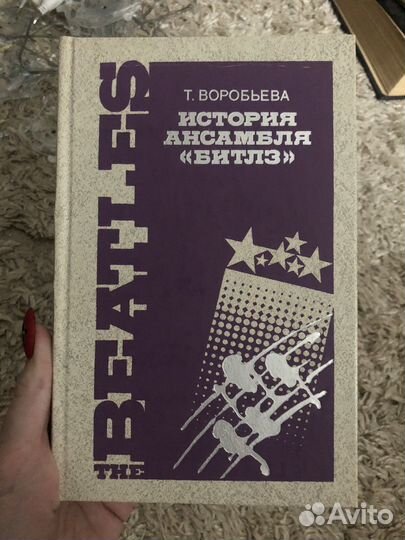 THE BEATLES
Т. ВОРОБЬЕВА
ИСТОРИЯ
АНСАМБЛЯ
«БИТЛЗ»
Avito